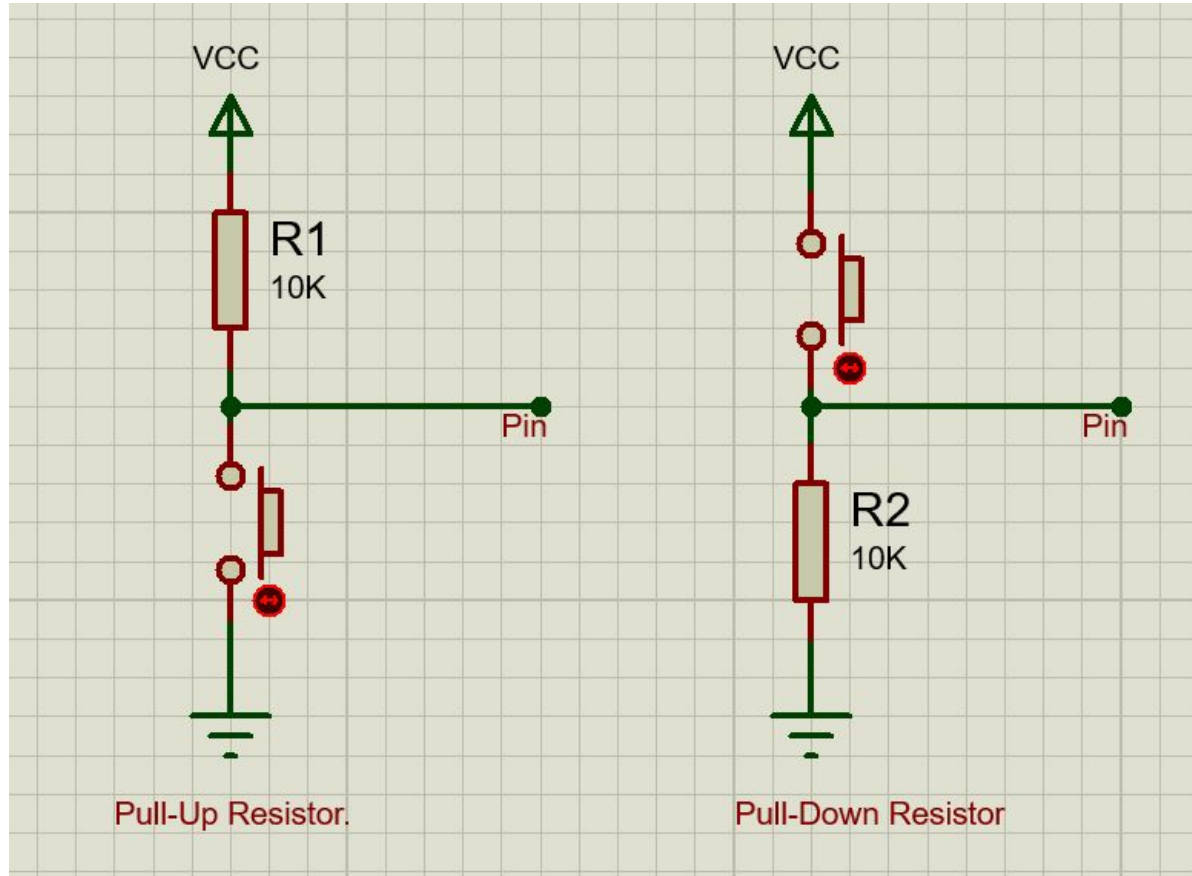 VCC
R1
10K
Pin
Pull-Up Resistor.
VCC
Pin
R2
10K
Pull-Down Resistor